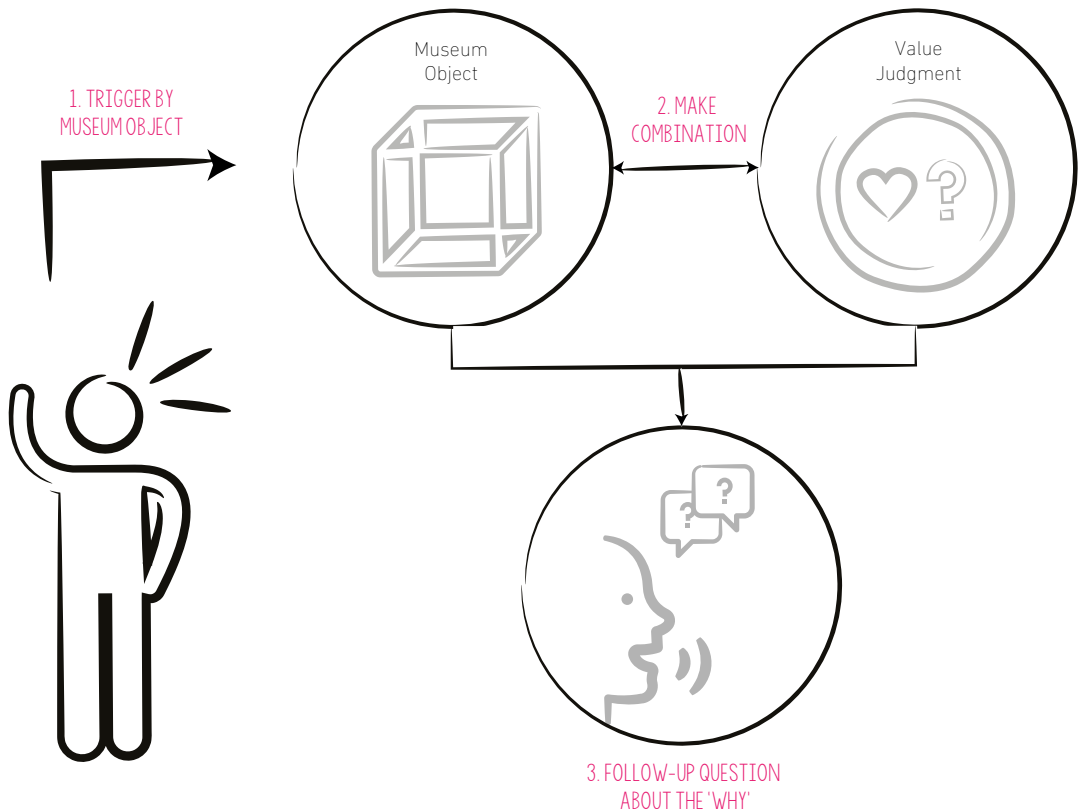 Museum
Object
Value
Judgment
1. TRIGGER BY
MUSEUM OBJECT
2. MAKE
COMBINATION
?
?
?
3. FOLLOW-UP QUESTION
ABOUT THE 'WHY'